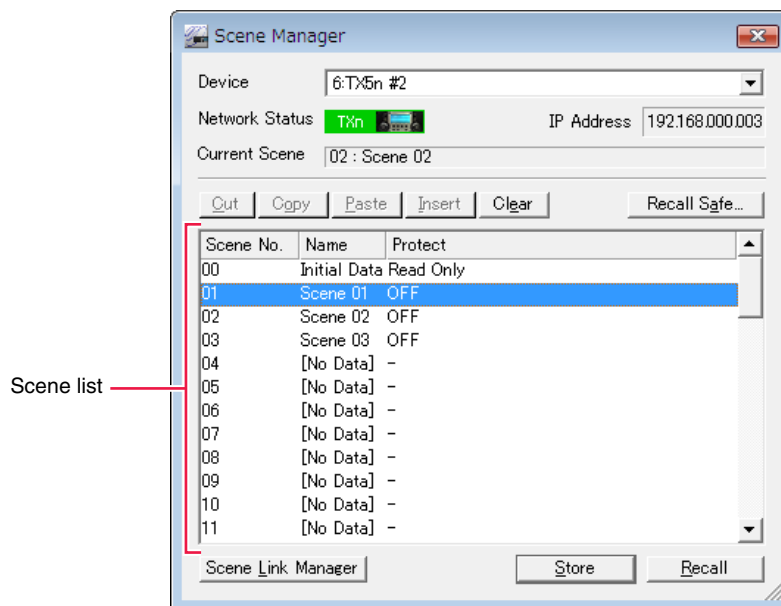 Scene Manager
Device 6:TX5n #2
Network Status TXn IP Address 192.168.000.003
Current Scene 02 : Scene 02
Cut Copy Paste Insert Clear Recall Safe...
Scene No. Name Protect
00 Initial Data Read Only
01 Scene 01 OFF
02 Scene 02 OFF
03 Scene 03 OFF
04 [No Data] -
Scene list
05 [No Data] -
06 [No Data] -
07 [No Data] -
08 [No Data] -
09 [No Data] -
10 [No Data] -
11 [No Data] -
Scene Link Manager Store Recall